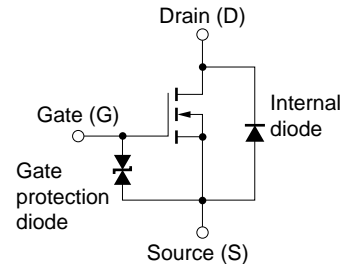 Drain (D)
Gate (G)
Internal
diode
Gate
protection
diode
Source (S)